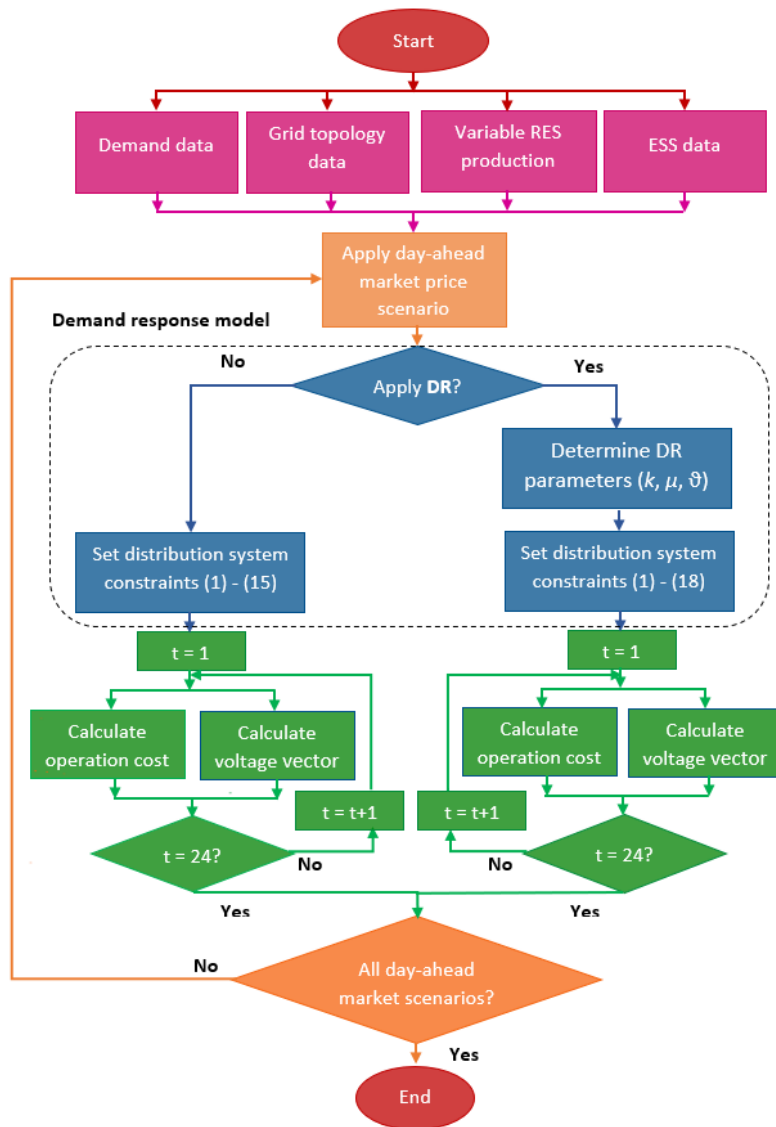 Start
Demand data
Grid topology
data
Variable RES
production
ESS data
Apply day-ahead
market price
scenario
Demand response model
No
Yes
Apply DR?
Determine DR
parameters (k, μ, ϑ)
Set distribution system
constraints (1) - (15)
Set distribution system
constraints (1) - (18)
t = 1
t = 1
Calculate
operation cost
Calculate
voltage vector
Calculate
operation cost
Calculate
voltage vector
t = t+1
t = t+1
t = 24?
No
No
t = 24?
Yes
Yes
No
All day-ahead
market scenarios?
Yes
End